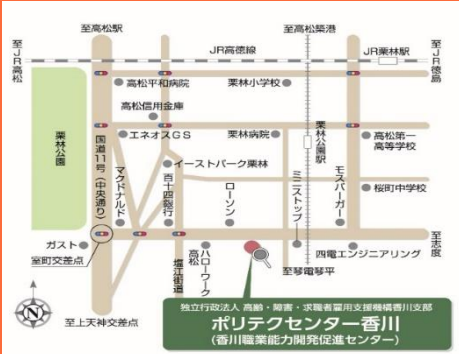 至高松駅
至高松築港
至JR高松
JR高徳線
JR栗林駅
至JR徳島
高松平和病院
栗林小学校
高松信用金庫
栗林公園
国道11号(中央通り)
エネオスGS
栗林病院
栗林公園駅
高松第一
高等学校
イーストパーク栗林
マクドナルド
百十四銀行
ローソン
ミニストップ
モスバーガー
桜町中学校
ガスト
室町交差点
塩江街道
ハローワーク
高松
四電エンジニアリング
至志度
至琴電琴平
N
至上天神交差点
独立行政法人 高齢・障害・求職者雇用支援機構香川支部
ポリテクセンター香川
(香川職業能力開発促進センター)